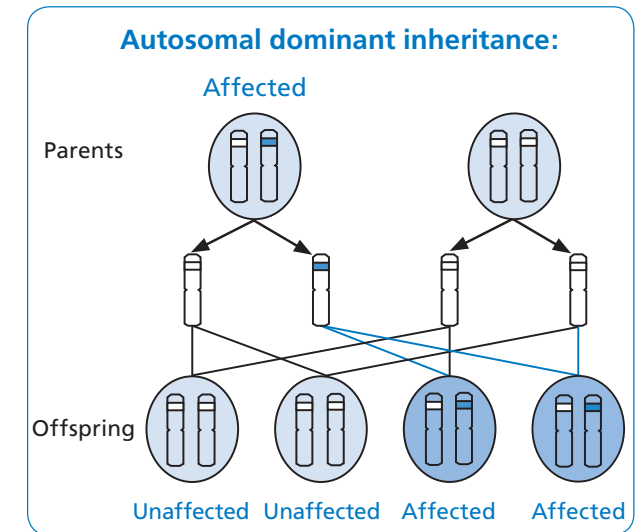 Autosomal dominant inheritance:
Affected
Parents
Offspring
Unaffected Unaffected Affected Affected